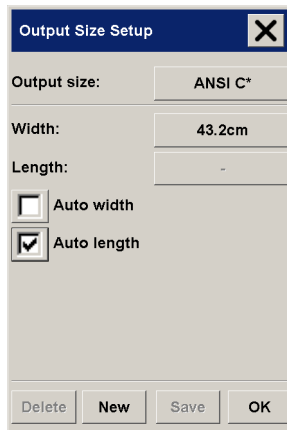 Output Size Setup
Output size: ANSI C*
Width: 43.2cm
Length: -
Auto width
Auto length
Delete New Save OK